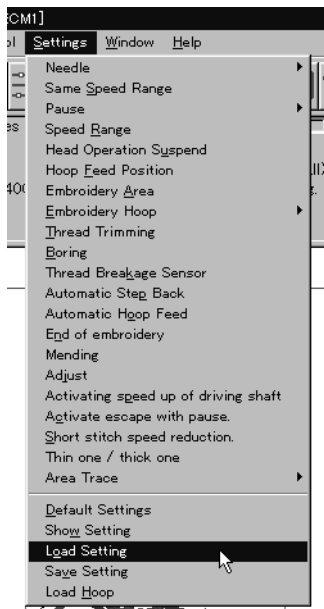 ECM1]
Settings Window Help
Needle
Same Speed Range
Pause
Speed Range
Head Operation Suspend
Hoop Feed Position
Embroidery Area
Embroidery Hoop
Thread Trimming
Boring
Thread Breakage Sensor
Automatic Step Back
Automatic Hoop Feed
End of embroidery
Mending
Adjust
Activating speed up of driving shaft
Activate escape with pause.
Short stitch speed reduction.
Thin one / thick one
Area Trace
Default Settings
Show Setting
Load Setting
Save Setting
Load Hoop